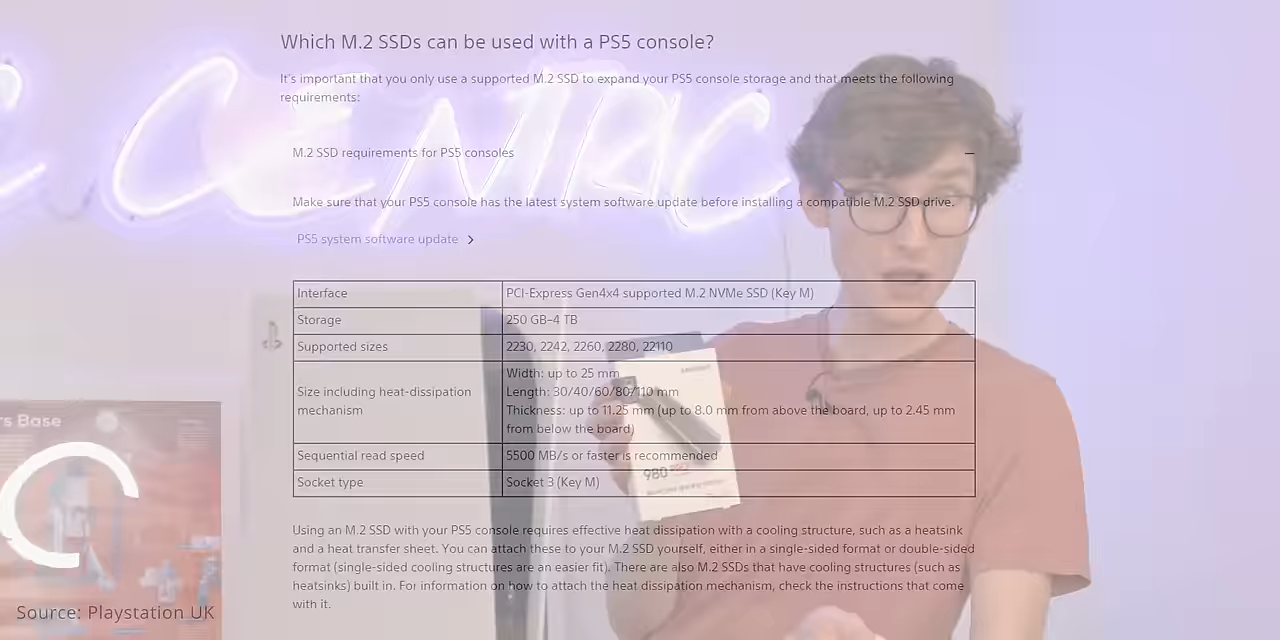 Which M.2 SSDs can be used with a PS5 console?
It's important that you only use a supported M.2 SSD to expand your PS5 console storage and that meets the following
requirements:
CENTRIC
M.2 SSD requirements for PS5 consoles
Make sure that your PS5 console has the latest system software update before installing a compatible M.2 SSD drive.
PS5 system software update
Interface PCI-Express Gen4x4 supported M.2 NVMe SSD (Key M)
Storage 250 GB–4 TB
Supported sizes 2230, 2242, 2260, 2280, 22110
Size including heat-dissipation
mechanism
Width: up to 25 mm
Length: 30/40/60/80/110 mm
Thickness: up to 11.25 mm (up to 8.0 mm from above the board, up to 2.45 mm
from below the board)
Sequential read speed 5500 MB/s or faster is recommended
Socket type Socket 3 (Key M)
SAMSUNG
980 PRO
rs Base
Using an M.2 SSD with your PS5 console requires effective heat dissipation with a cooling structure, such as a heatsink
and a heat transfer sheet. You can attach these to your M.2 SSD yourself, either in a single-sided format or double-sided
format (single-sided cooling structures are an easier fit). There are also M.2 SSDs that have cooling structures (such as
heatsinks) built in. For information on how to attach the heat dissipation mechanism, check the instructions that come
with it.
Source: Playstation UK